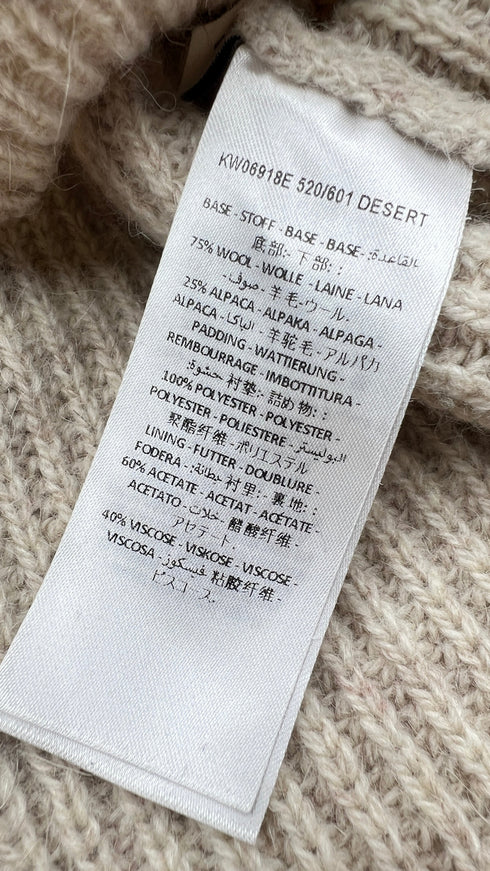 KW06918E 520/601 DESERT
BASE - STOFF - BASE - BASE - القاعدة:
底部: 下部: :
75% WOOL - WOLLE - LAINE - LANA
- صوف - 羊毛 - ウール.
25% ALPACA - ALPAKA - ALPAGA -
ALPACA - الباكا - 羊驼毛 - アルパカ
PADDING - WATTIERUNG -
REMBOURRAGE - IMBOTTITURA -
حشوة: 衬垫: - 詰め物: :
100% POLYESTER - POLYESTER -
POLYESTER - POLIESTERE - البوليستر -
聚酯纤维 - ポリエステル
LINING - FUTTER - DOUBLURE -
FODERA - بطانة: 衬里: - 裏地: :
60% ACETATE - ACETAT - ACÉTATE -
ACETATO - خلات - 醋酸纤维 -
アセテート
40% VISCOSE - VISKOSE - VISCOSE -
VISCOSA - فيسكوز 粘胶纤维 -
ビスコース.